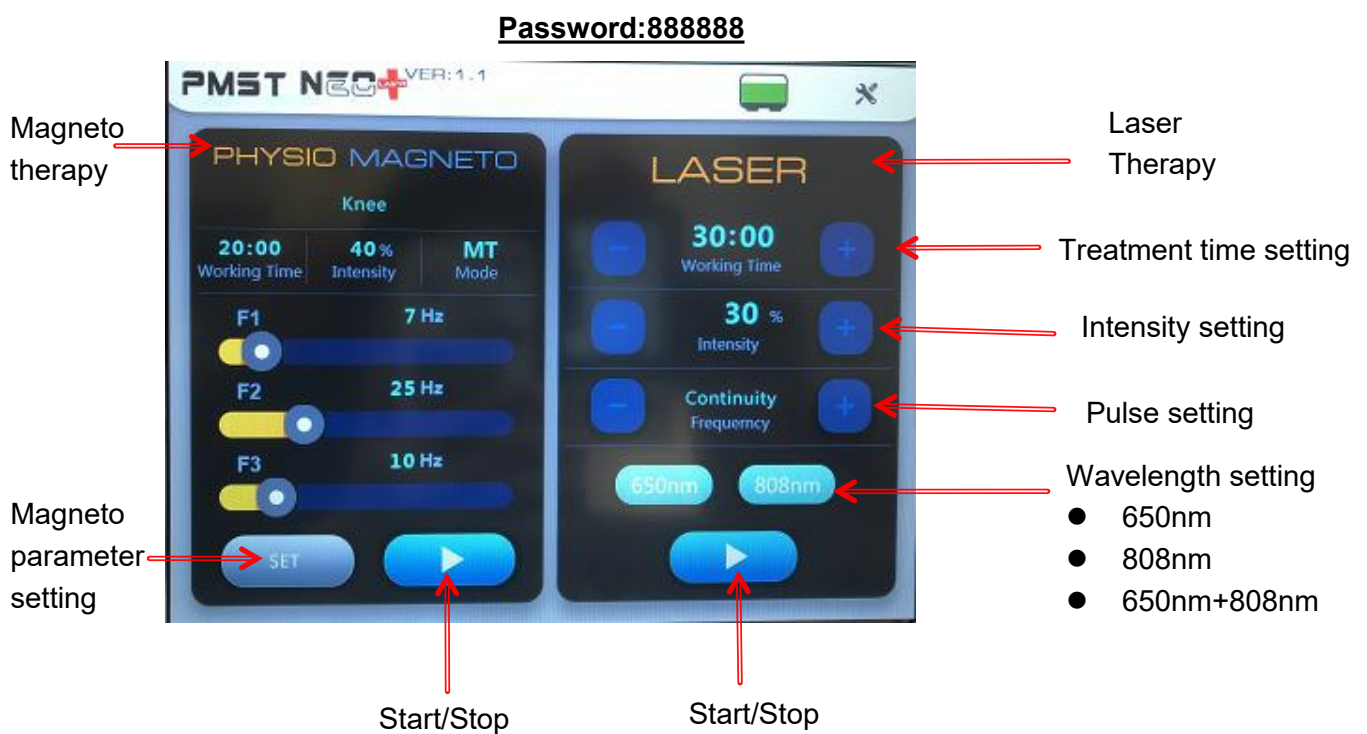 Password:888888
PMST NEO+ VER:1.1
LASER
Magneto
therapy
PHYSIO MAGNETO
Knee
20:00
Working Time
40 %
Intensity
MT
Mode
F1 7 Hz
F2 25 Hz
F3 10 Hz
SET
Magneto
parameter
setting
Start/Stop
LASER
30:00
Working Time
30 %
Intensity
Continuity
Frequemcy
650nm 808nm
Start/Stop
Laser
Therapy
Treatment time setting
Intensity setting
Pulse setting
Wavelength setting
● 650nm
● 808nm
● 650nm+808nm